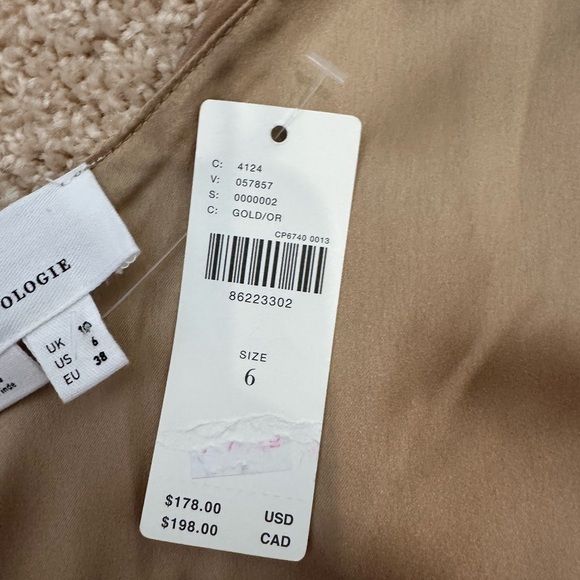 C: 4124
V: 057857
S: 0000002
C: GOLD/OR
CP6740 0013
86223302
SIZE
6
$178.00 USD
$198.00 CAD
OLOGIE
UK 10
US 6
EU 38